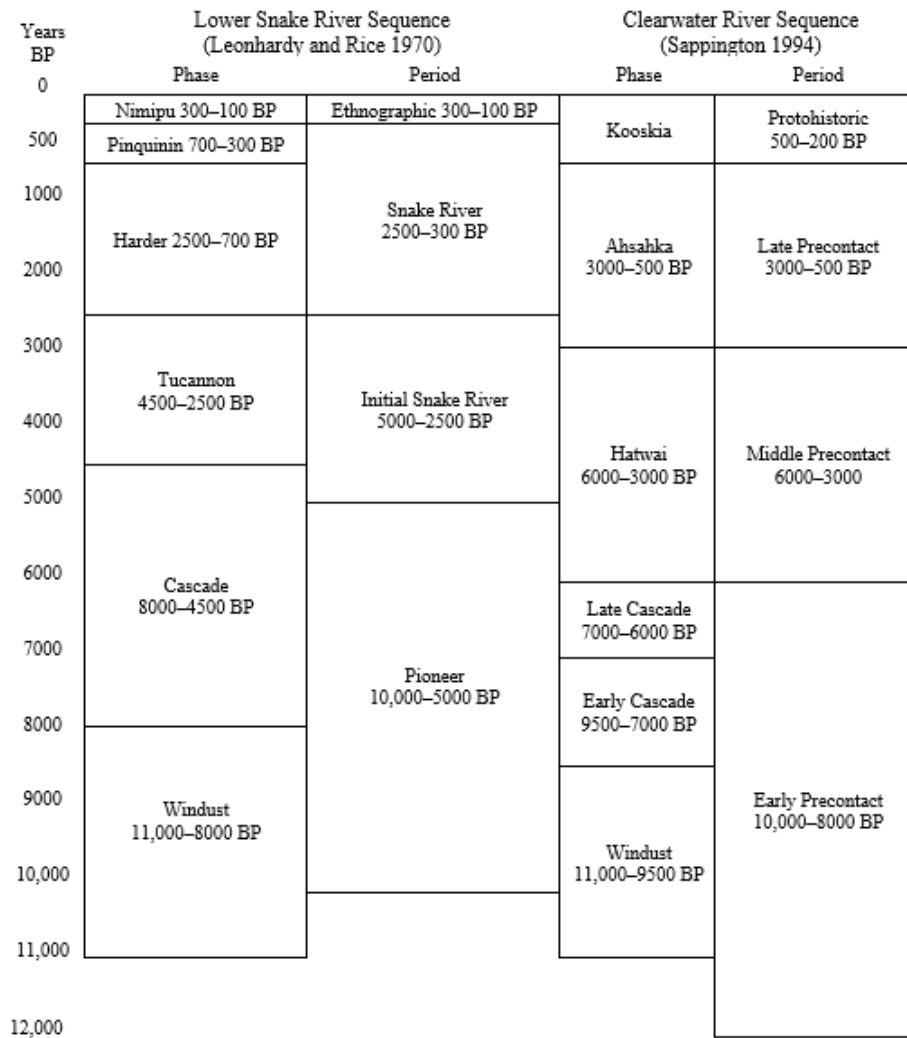 Years
BP
0
500
1000
2000
3000
4000
5000
6000
7000
8000
9000
10,000
11,000
12,000
Lower Snake River Sequence
(Leonhardy and Rice 1970)
Phase
Period
Nimipu 300–100 BP
Ethnographic 300–100 BP
Pinquinin 700–300 BP
Harder 2500–700 BP
Snake River
2500–300 BP
Tucannon
4500–2500 BP
Initial Snake River
5000–2500 BP
Cascade
8000–4500 BP
Pioneer
10,000–5000 BP
Windust
11,000–8000 BP
Clearwater River Sequence
(Sappington 1994)
Phase
Period
Kooskia
Protohistoric
500–200 BP
Ahsahka
3000–500 BP
Late Precontact
3000–500 BP
Hatwai
6000–3000 BP
Middle Precontact
6000–3000
Late Cascade
7000–6000 BP
Early Cascade
9500–7000 BP
Windust
11,000–9500 BP
Early Precontact
10,000–8000 BP